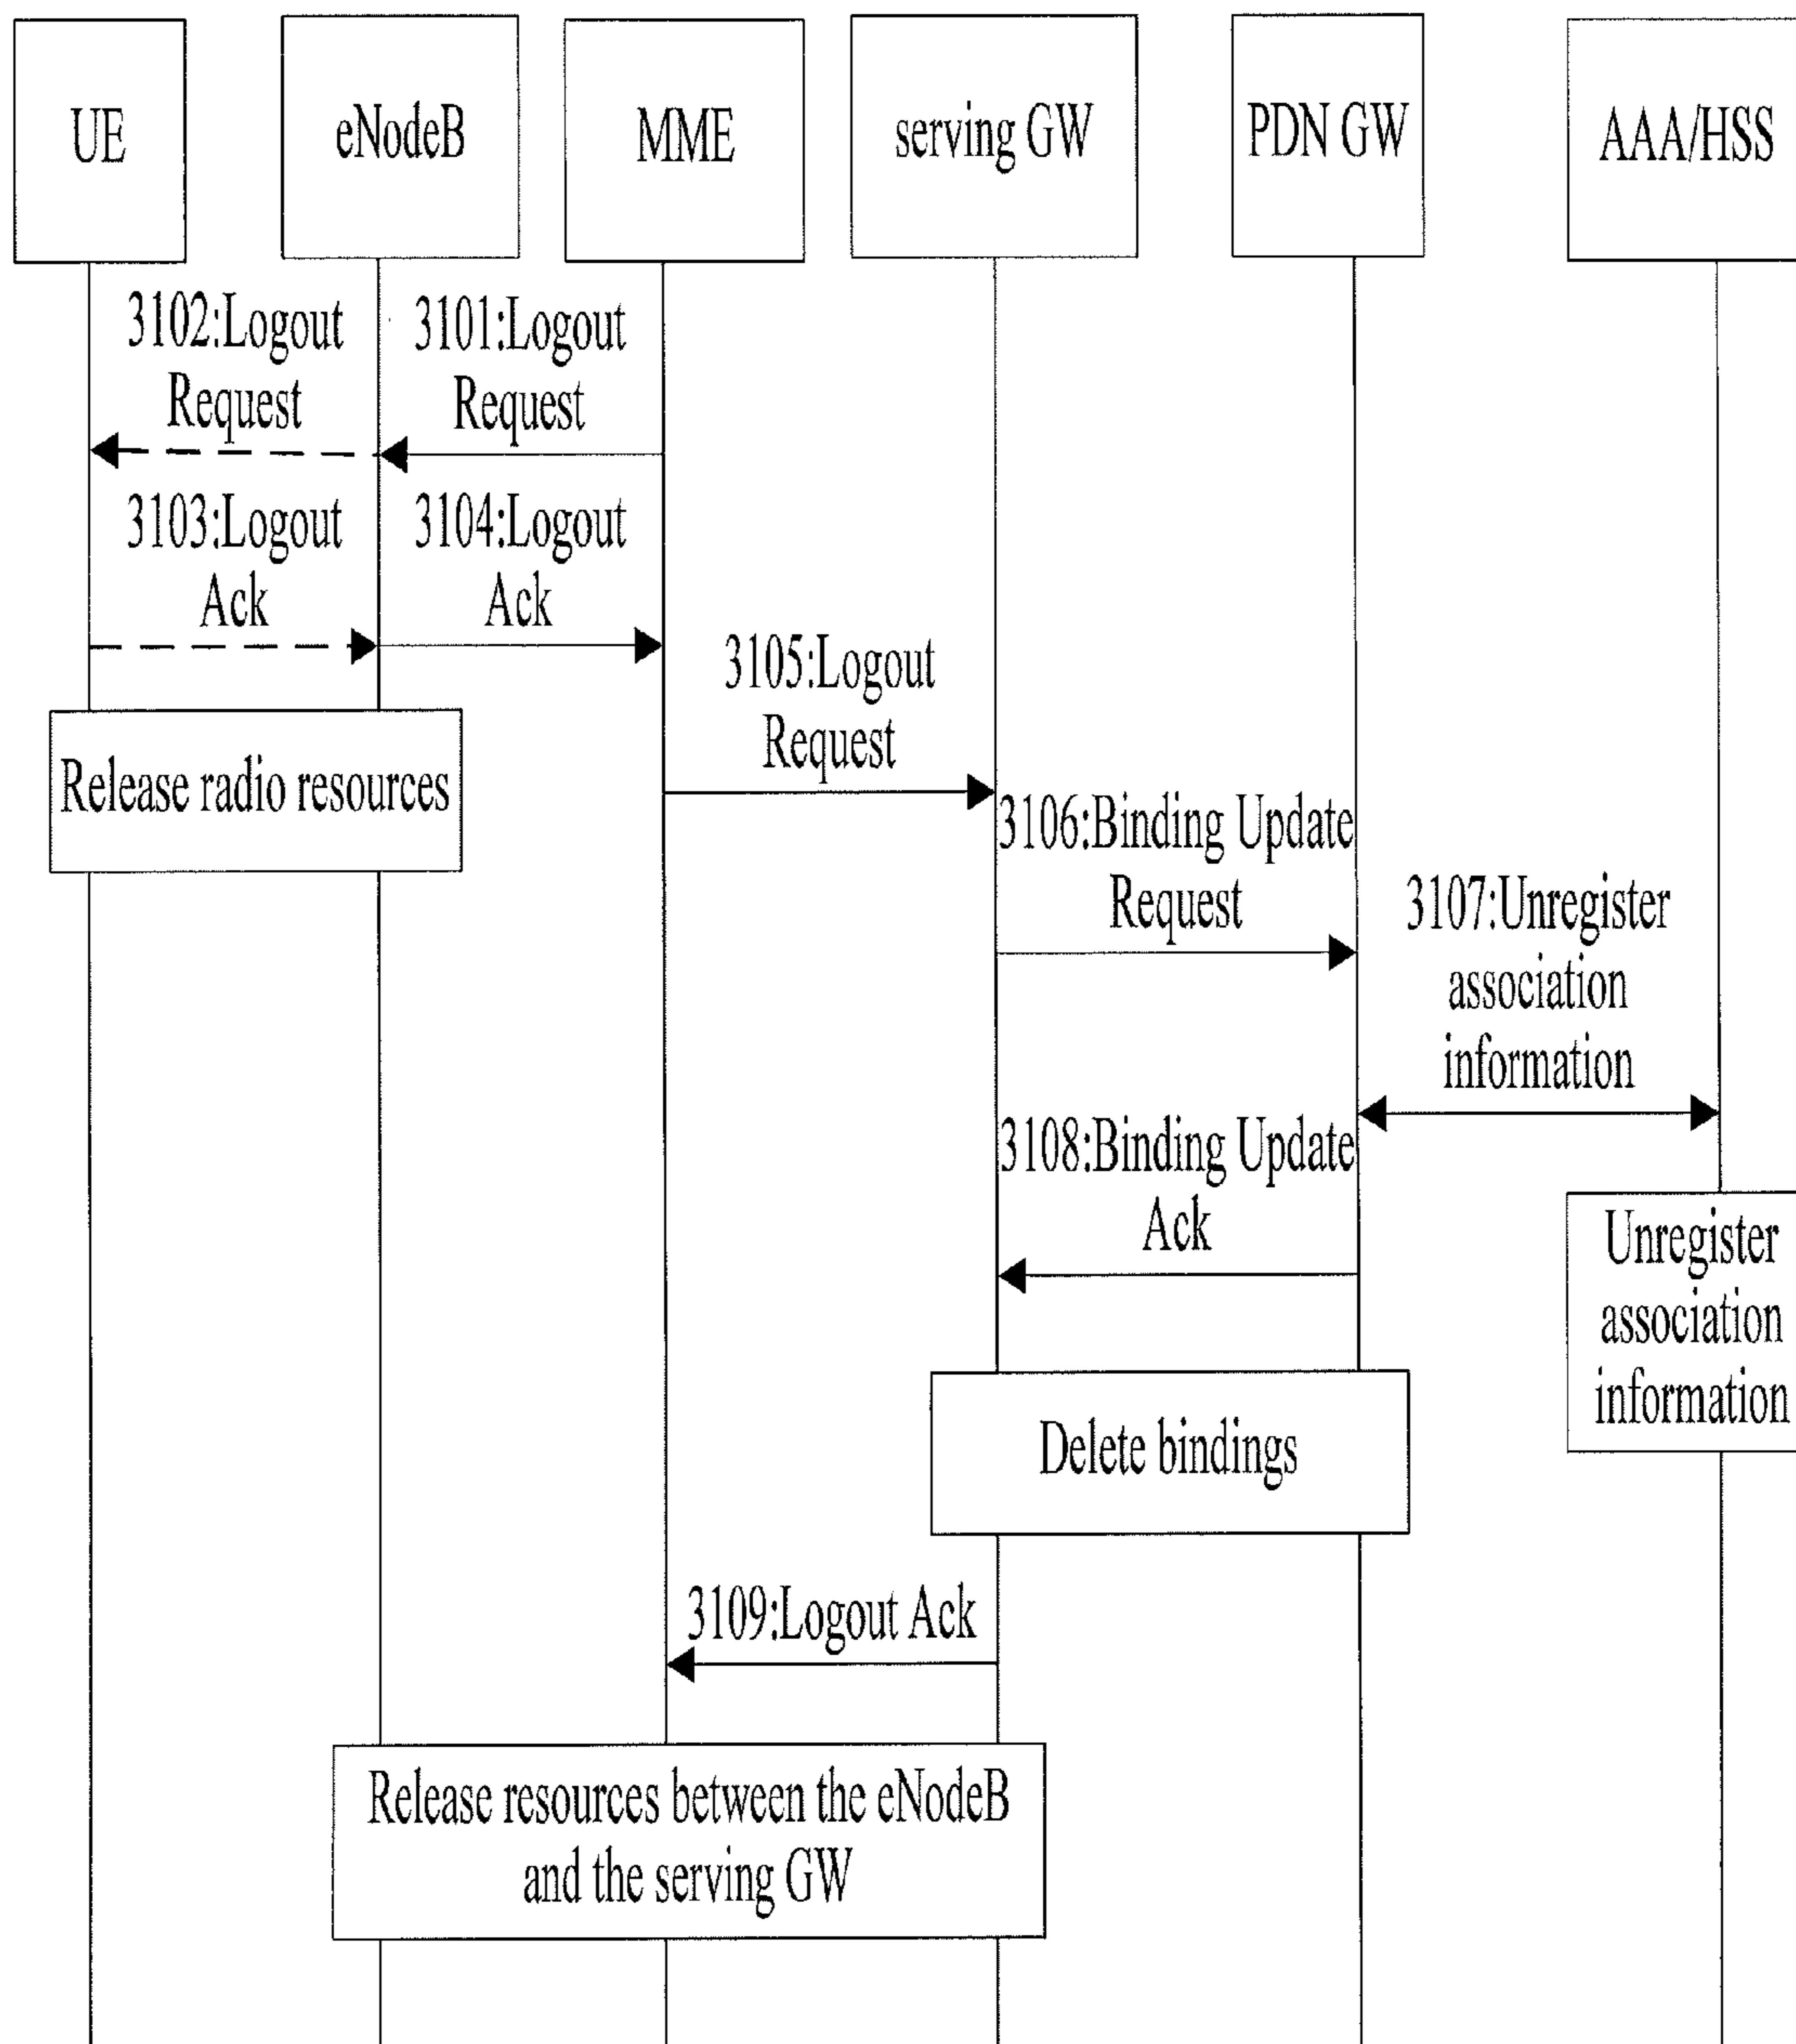 UE
eNodeB
MME
serving GW
PDN GW
AAA/HSS
3102:Logout
Request
3101:Logout
Request
3103:Logout
Ack
3104:Logout
Ack
3105:Logout
Request
Release radio resources
3106:Binding Update
Request
3107:Unregister
association
information
3108:Binding Update
Ack
Unregister
association
information
Delete bindings
3109:Logout Ack
Release resources between the eNodeB
and the serving GW